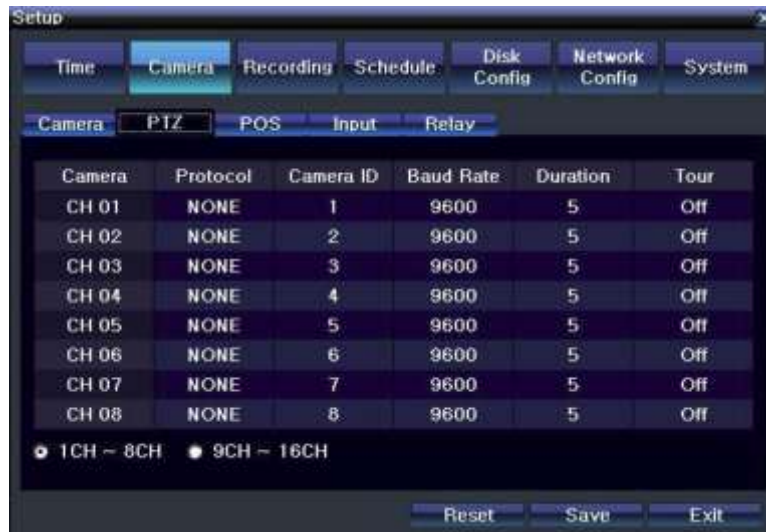 Setup
Time Camera Recording Schedule Disk Config Network Config System
Camera PTZ POS Input Relay
Camera Protocol Camera ID Baud Rate Duration Tour
CH 01 NONE 1 9600 5 Off
CH 02 NONE 2 9600 5 Off
CH 03 NONE 3 9600 5 Off
CH 04 NONE 4 9600 5 Off
CH 05 NONE 5 9600 5 Off
CH 06 NONE 6 9600 5 Off
CH 07 NONE 7 9600 5 Off
CH 08 NONE 8 9600 5 Off
1CH ~ 8CH 9CH ~ 16CH
Reset Save Exit